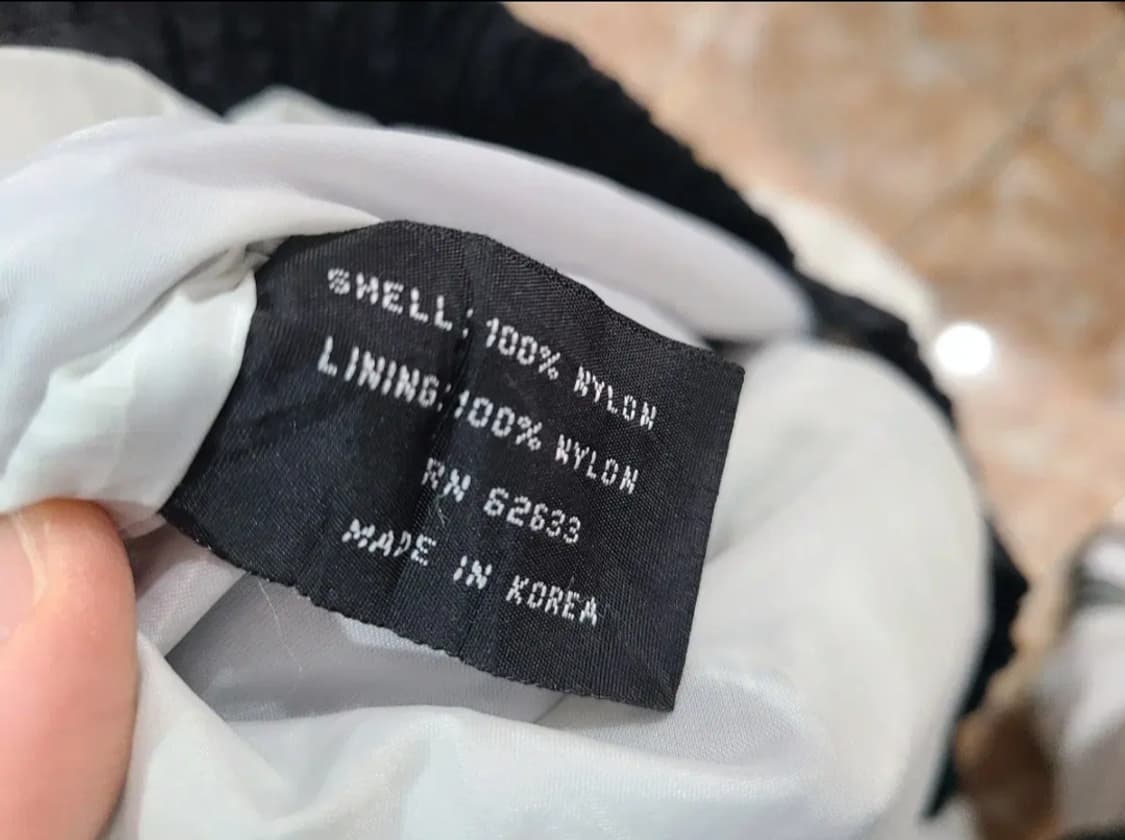 SHELL: 100% NYLON
LINING: 100% NYLON
RN 62633
MADE IN KOREA